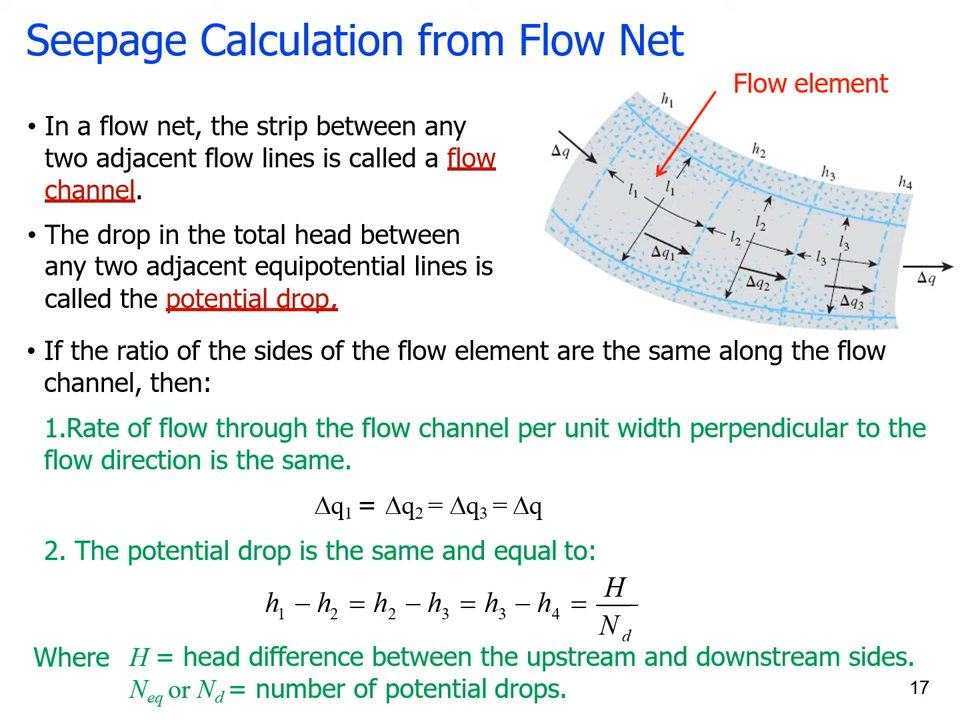 Seepage Calculation from Flow Net
Flow element
• In a flow net, the strip between any
two adjacent flow lines is called a flow
channel.
• The drop in the total head between
any two adjacent equipotential lines is
called the potential drop.
h₁
h₂
h₃
h₄
Δq
l₁
l₁
l₂
l₂
l₃
l₃
Δq₁
Δq₂
Δq₃
Δq
• If the ratio of the sides of the flow element are the same along the flow
channel, then:
1.Rate of flow through the flow channel per unit width perpendicular to the
flow direction is the same.
Δq₁ = Δq₂ = Δq₃ = Δq
2. The potential drop is the same and equal to:
h₁ − h₂ = h₂ − h₃ = h₃ − h₄ = H / N_d
Where H = head difference between the upstream and downstream sides.
N_eq or N_d = number of potential drops.
17